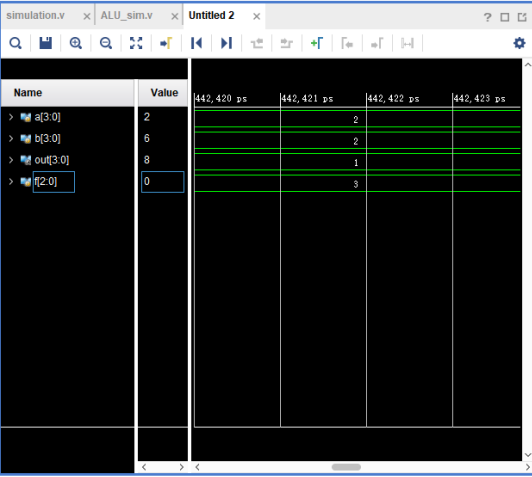 simulation.v × ALU_sim.v × Untitled 2 × ?
Name Value
442,420 ps 442,421 ps 442,422 ps 442,423 ps
a[3:0] 2 2
b[3:0] 6 2
out[3:0] 8 1
f[2:0] 0 3